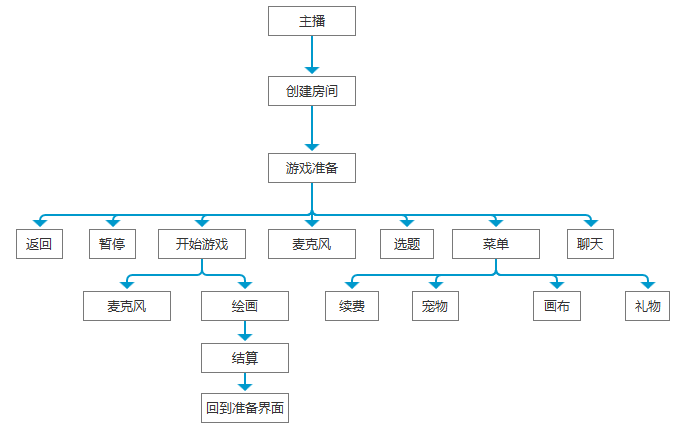 主播
创建房间
游戏准备
返回
暂停
开始游戏
麦克风
选题
菜单
聊天
麦克风
绘画
续费
宠物
画布
礼物
结算
回到准备界面